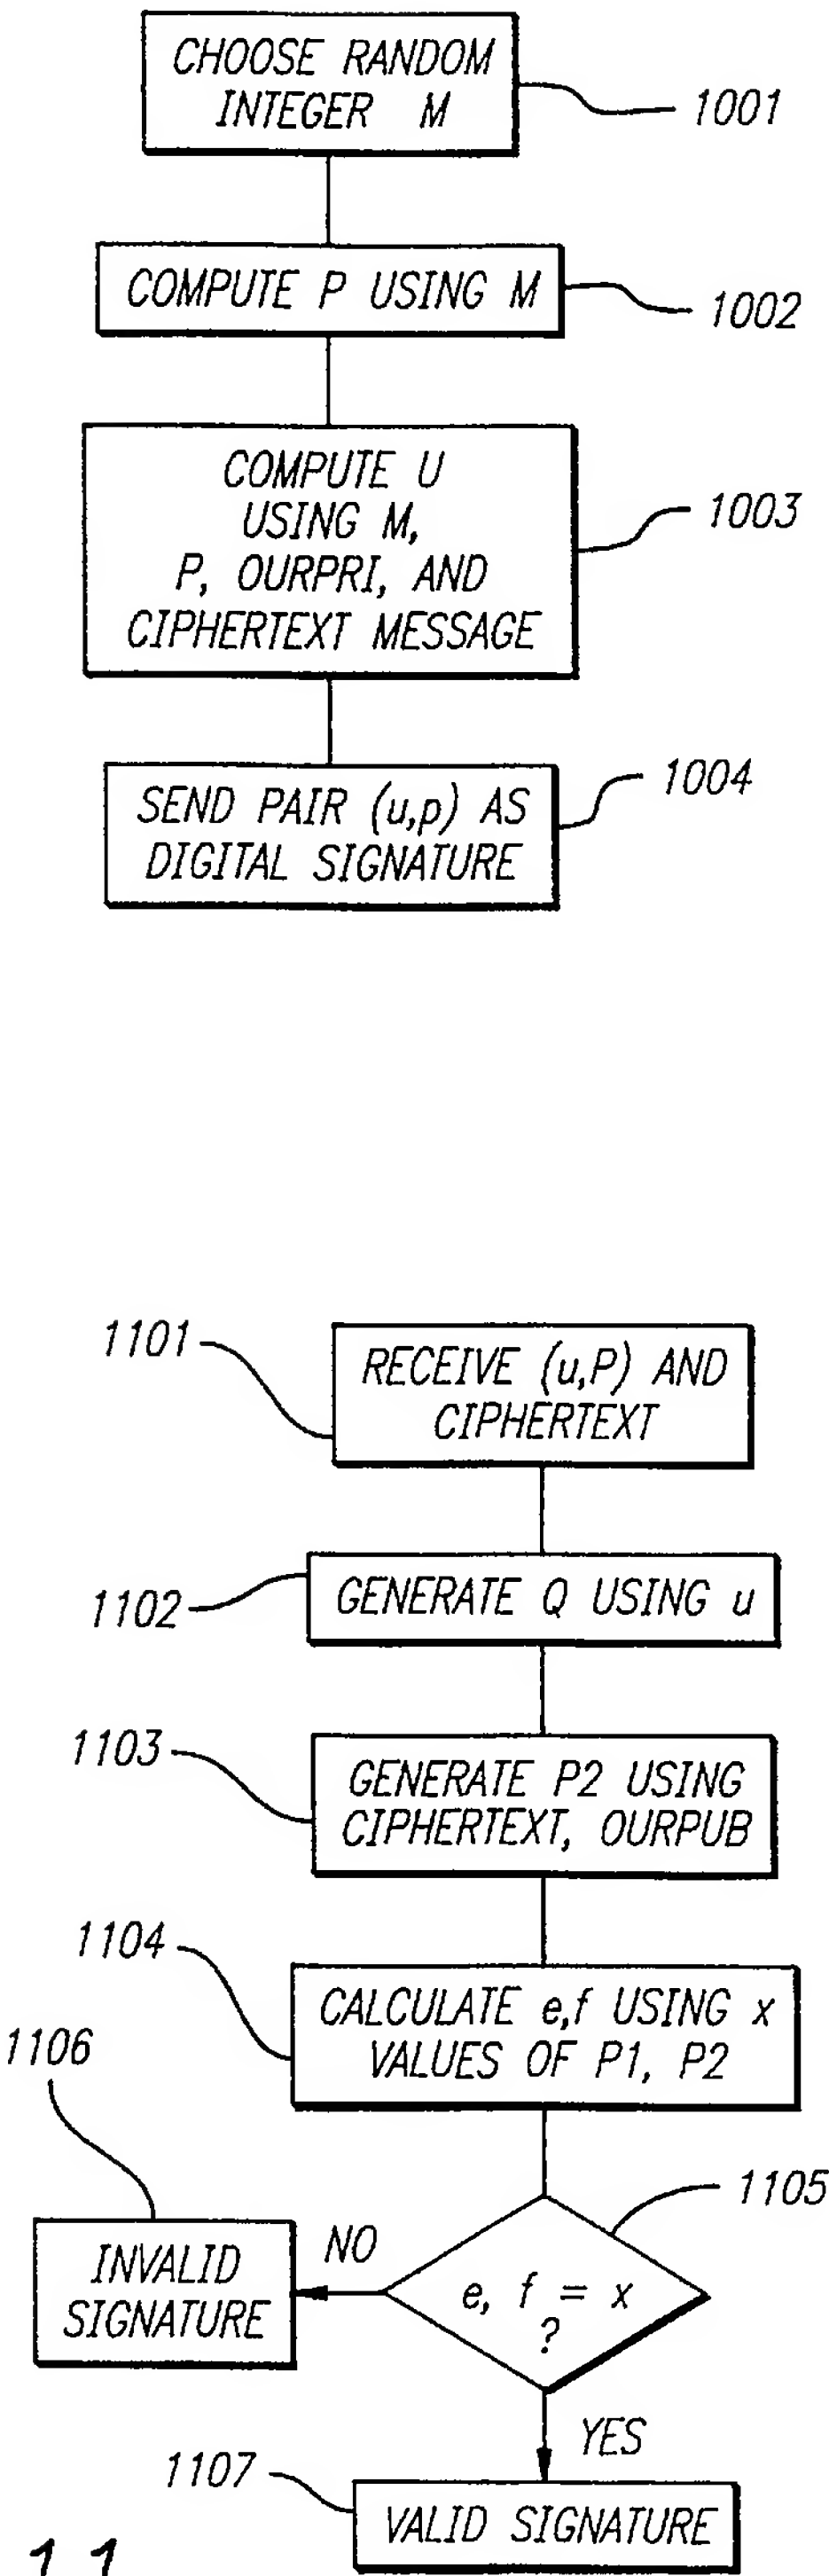 CHOOSE RANDOM
INTEGER M
1001
COMPUTE P USING M
1002
COMPUTE U
USING M,
P, OURPRI, AND
CIPHERTEXT MESSAGE
1003
SEND PAIR (u,p) AS
DIGITAL SIGNATURE
1004
1101
RECEIVE (u,P) AND
CIPHERTEXT
1102
GENERATE Q USING u
1103
GENERATE P2 USING
CIPHERTEXT, OURPUB
1104
CALCULATE e,f USING x
VALUES OF P1, P2
1105
e, f = x
?
NO
1106
INVALID
SIGNATURE
YES
1107
VALID SIGNATURE
11